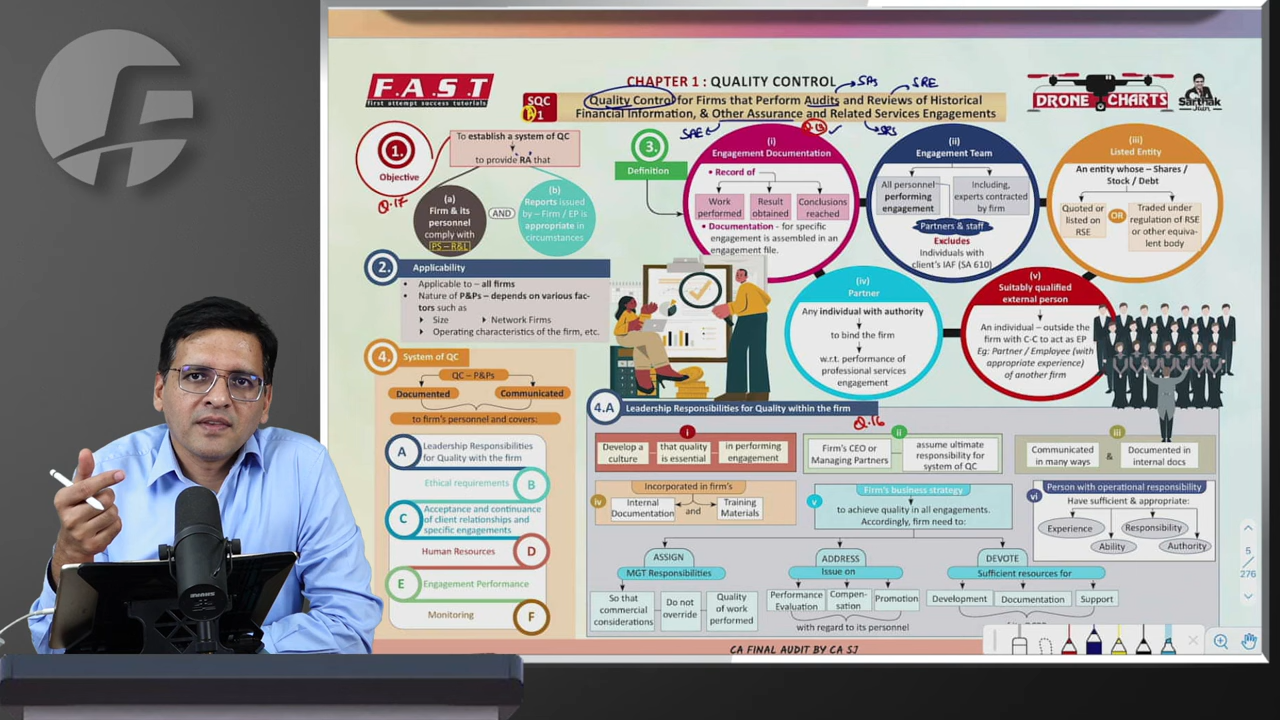 F.A.S.T
first attempt success tutorials
CHAPTER 1 : QUALITY CONTROL
SAs
SRE
SQC
1
Quality Control for Firms that Perform Audits and Reviews of Historical
Financial Information, & Other Assurance and Related Services Engagements
SAE
SRS
DRONE CHARTS
Sarthak
Jain
1.
Objective
Q.17
To establish a system of QC
to provide RA that
(a)
Firm & its
personnel
comply with
PS – R&L
AND
(b)
Reports issued
by – Firm / EP is
appropriate in
circumstances
2.
Applicability
• Applicable to – all firms
• Nature of P&Ps – depends on various fac-
tors such as
Size
Network Firms
Operating characteristics of the firm, etc.
3.
Definition
(i)
Engagement Documentation
• Record of
Work
performed
Result
obtained
Conclusions
reached
• Documentation - for specific
engagement is assembled in an
engagement file.
(ii)
Engagement Team
All personnel
performing
engagement
Including,
experts contracted
by firm
Partners & staff
Excludes
Individuals with
client's IAF (SA 610)
(iii)
Listed Entity
An entity whose – Shares /
Stock / Debt
Quoted or
listed on
RSE
OR
Traded under
regulation of RSE
or other equiva-
lent body
(iv)
Partner
Any individual with authority
to bind the firm
w.r.t. performance of
professional services
engagement
(v)
Suitably qualified
external person
An individual – outside the
firm with C-C to act as EP
Eg: Partner / Employee (with
appropriate experience)
of another firm
4.
System of QC
QC – P&Ps
Documented
Communicated
to firm's personnel and covers:
A
Leadership Responsibilities
for Quality with the firm
Ethical requirements
B
C
Acceptance and continuance
of client relationships and
specific engagements
Human Resources
D
E
Engagement Performance
Monitoring
F
4.A
Leadership Responsibilities for Quality within the firm
Q.16
i
Develop a
culture
that quality
is essential
in performing
engagement
ii
Firm's CEO or
Managing Partners
assume ultimate
responsibility for
system of QC
iii
Communicated
in many ways
&
Documented in
internal docs
iv
Incorporated in firm's
Internal
Documentation
and
Training
Materials
v
Firm's business strategy
to achieve quality in all engagements.
Accordingly, firm need to:
vi
Person with operational responsibility
Have sufficient & appropriate:
Experience
Ability
Responsibility
Authority
ASSIGN
MGT Responsibilities
So that
commercial
considerations
Do not
override
Quality
of work
performed
ADDRESS
Issue on
Performance
Evaluation
Compen-
sation
Promotion
with regard to its personnel
DEVOTE
Sufficient resources for
Development
Documentation
Support
5
276
CA FINAL AUDIT BY CA SJ